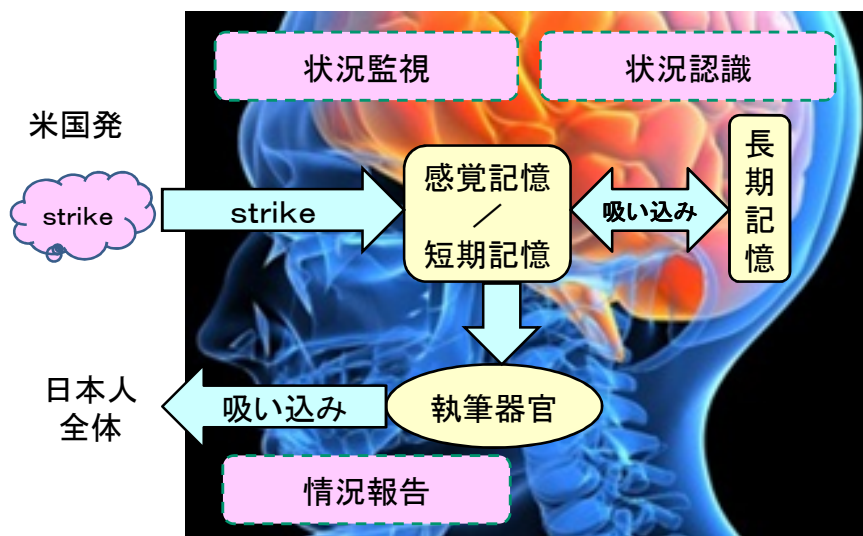 状況監視
状況認識
米国発
strike
strike
感覚記憶
／
短期記憶
吸い込み
長期記憶
日本人
全体
吸い込み
執筆器官
情況報告